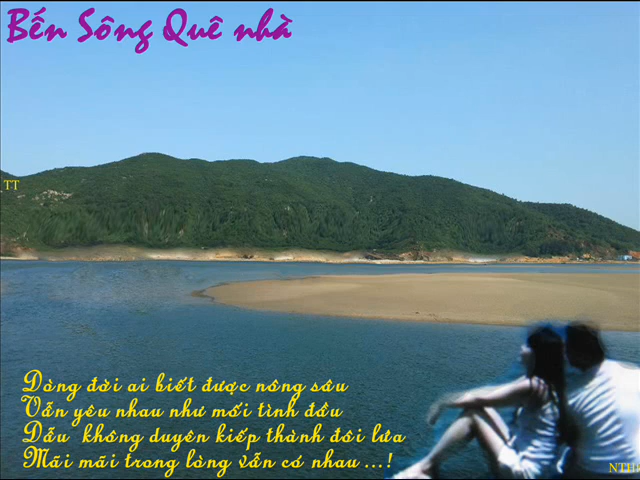 Bến Sông Quê nhà
TT
Dòng đời ai biết được nông sâu
Vẫn yêu nhau như mối tình đầu
Dẫu không duyên kiếp thành đôi lứa
Mãi mãi trong lòng vẫn có nhau ...!